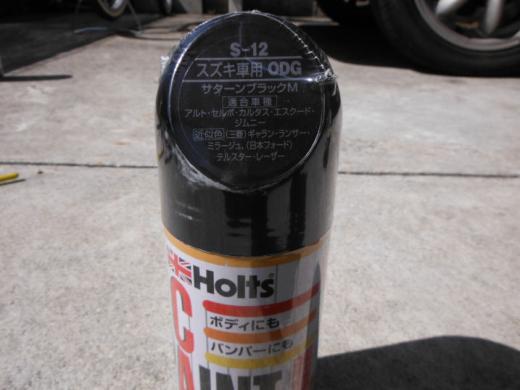 S-12
スズキ車用 ODG
サターンブラックM
適合車種
アルト・セルボ・カルタス・エスクード・
ジムニー
近似色 (三菱)ギャラン・ランサー・
ミラージュ、(日本フォード)
テルスター・レーザー
Holts
ボディにも
バンパーにも